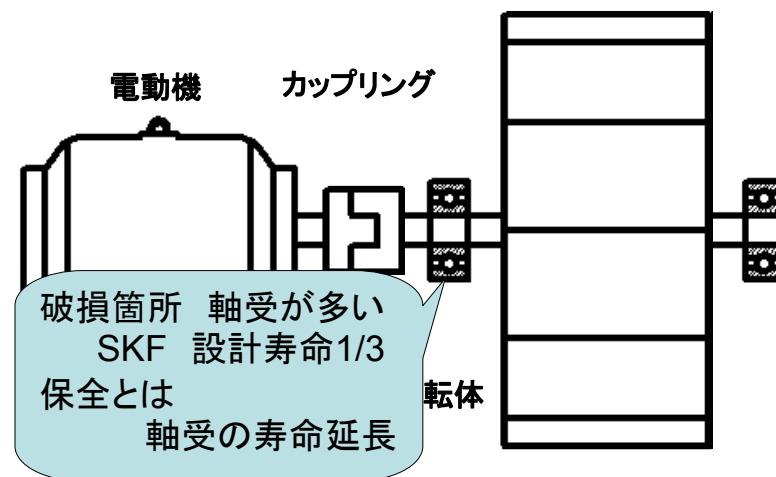 電動機
カップリング
破損箇所 軸受が多い
SKF 設計寿命1/3
保全とは
軸受の寿命延長
転体